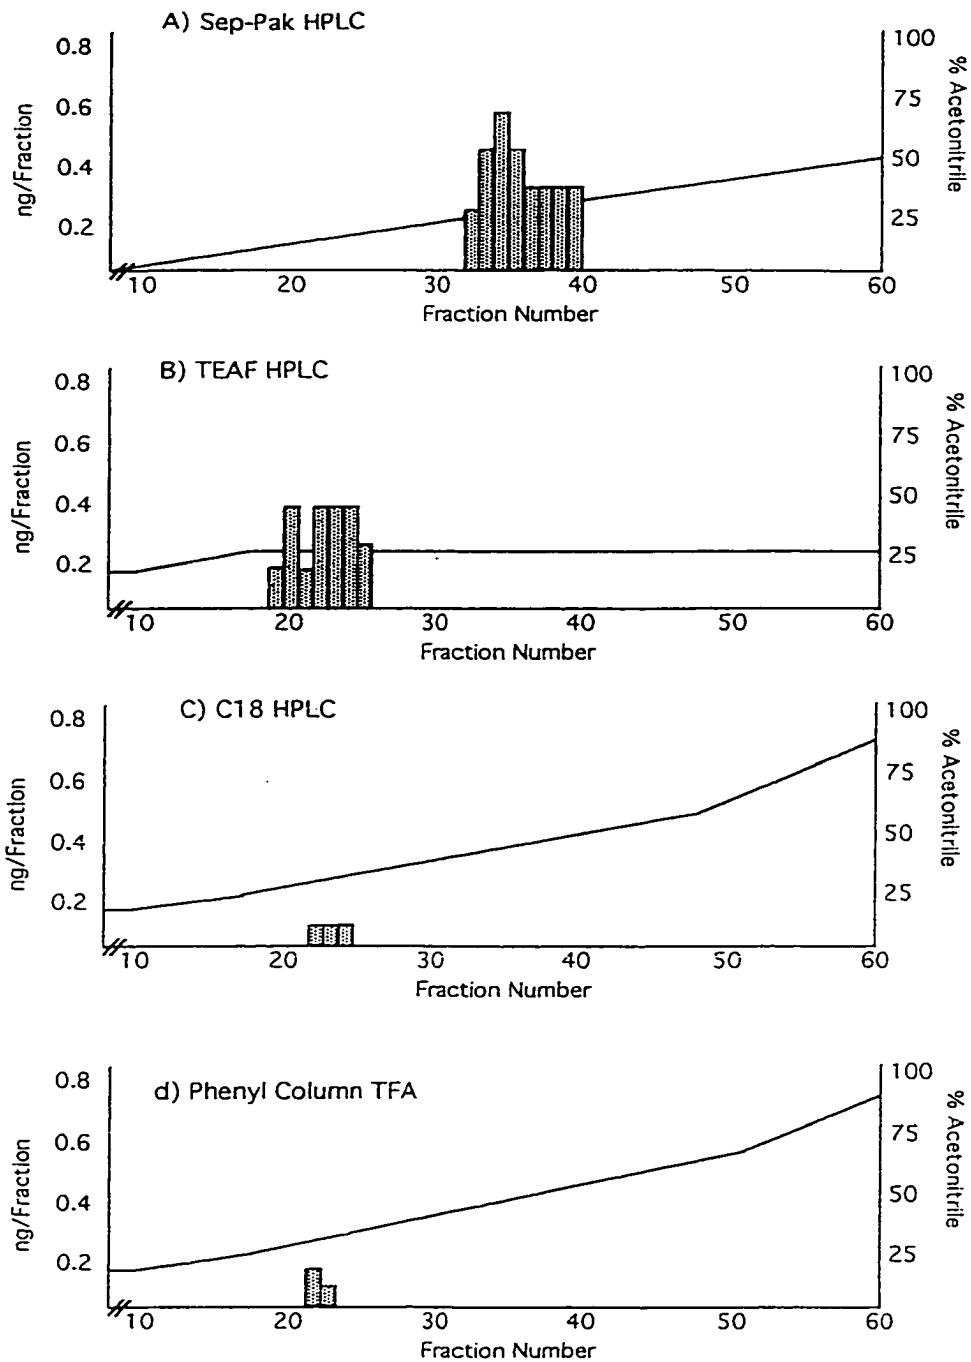 A) Sep-Pak HPLC
0.8
0.6
0.4
0.2
ng/Fraction
100
75
50
25
% Acetonitrile
10 20 30 40 50 60
Fraction Number
B) TEAF HPLC
0.8
0.6
0.4
0.2
ng/Fraction
100
75
50
25
% Acetonitrile
10 20 30 40 50 60
Fraction Number
C) C18 HPLC
0.8
0.6
0.4
0.2
ng/Fraction
100
75
50
25
% Acetonitrile
10 20 30 40 50 60
Fraction Number
d) Phenyl Column TFA
0.8
0.6
0.4
0.2
ng/Fraction
100
75
50
25
% Acetonitrile
10 20 30 40 50 60
Fraction Number